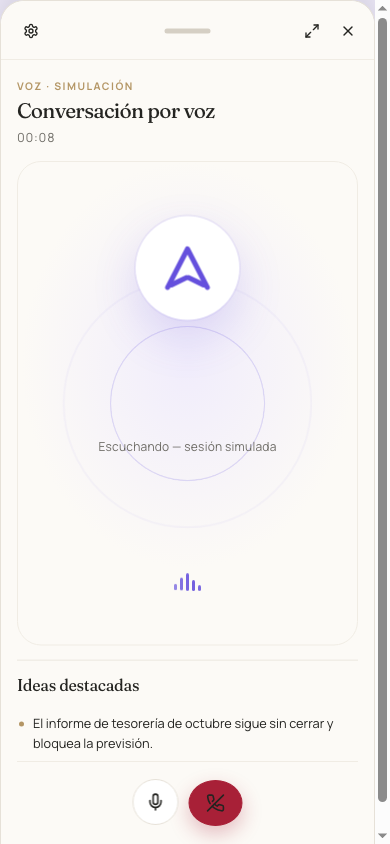 VOZ · SIMULACIÓN
Conversación por voz
00:08
Escuchando — sesión simulada
Ideas destacadas
El informe de tesorería de octubre sigue sin cerrar y
bloquea la previsión.